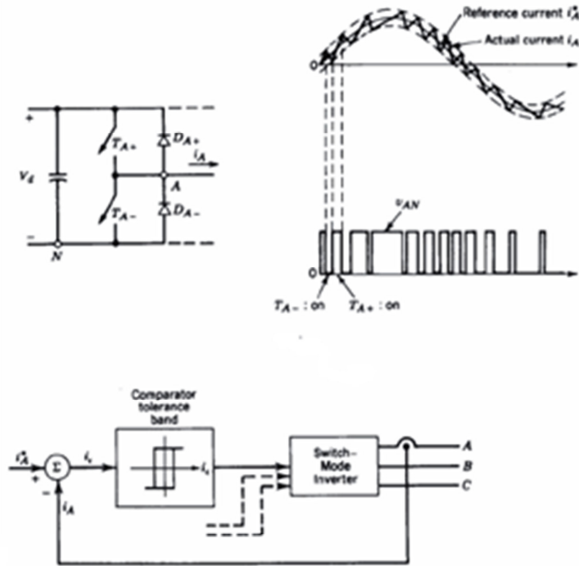 Reference current i*A
Actual current iA
0
+
TA+
DA+
iA
Vd
A
TA−
DA−
−
N
vAN
0
TA− : on
TA+ : on
Comparator
tolerance
band
i*A
Σ
iε
iε
+
−
iA
Switch–
Mode
Inverter
A
B
C